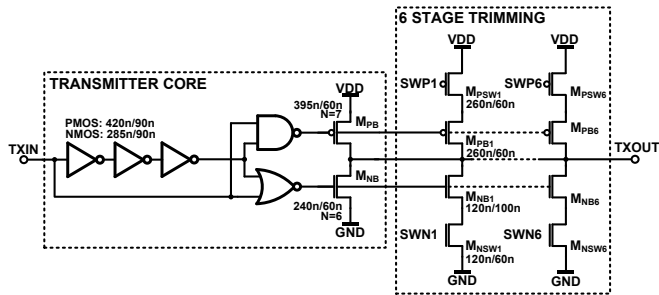 6 STAGE TRIMMING
VDD
VDD
SWP1
SWP6
MPSW1
260n/60n
MPSW6
TRANSMITTER CORE
PMOS: 420n/90n
NMOS: 285n/90n
VDD
395n/60n
N=7
MPB
MPB1
260n/60n
MPB6
TXIN
TXOUT
MNB
240n/60n
N=6
GND
MNB1
120n/100n
MNB6
SWN1
SWN6
MNSW1
120n/60n
MNSW6
GND
GND